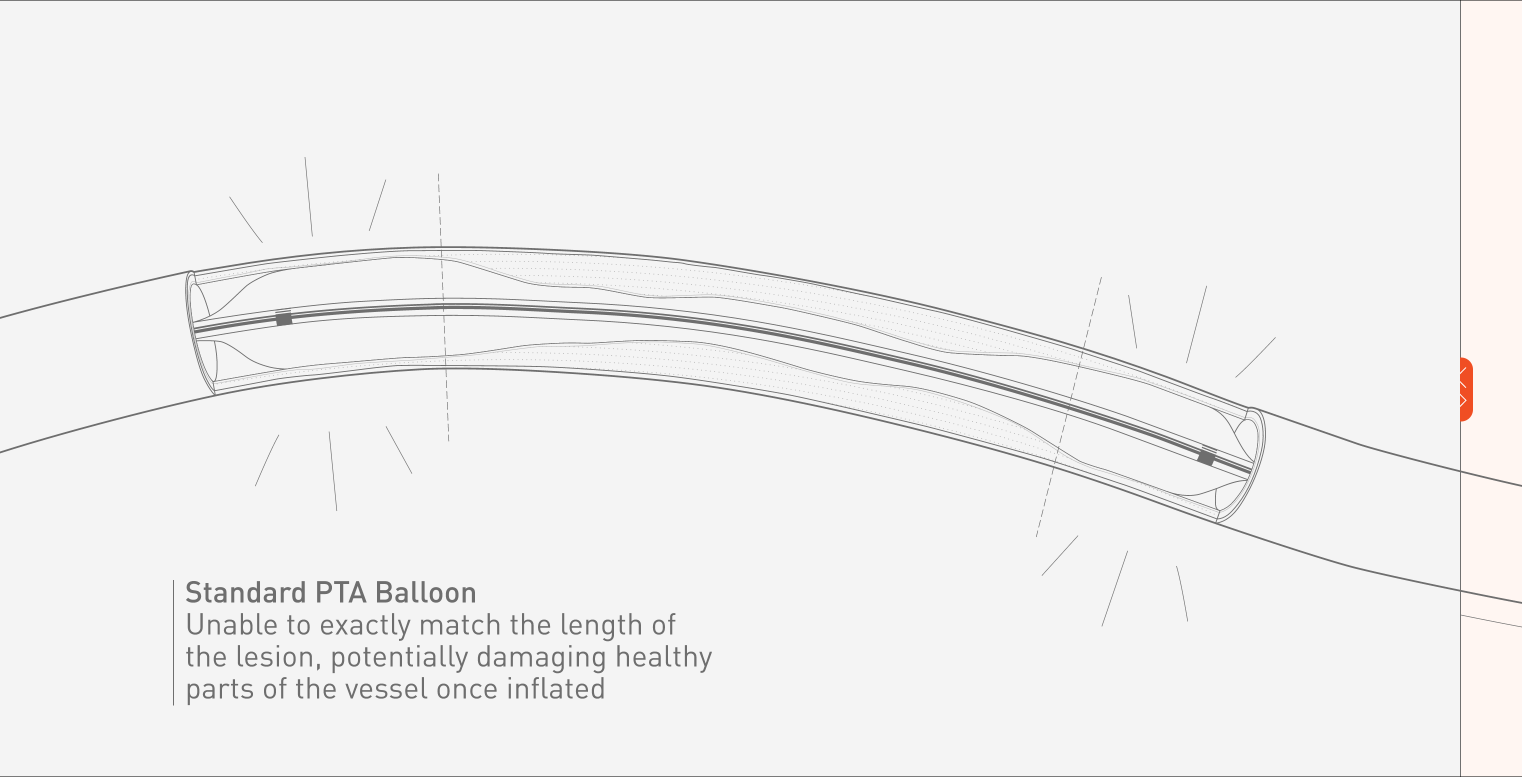 Standard PTA Balloon
Unable to exactly match the length of
the lesion, potentially damaging healthy
parts of the vessel once inflated